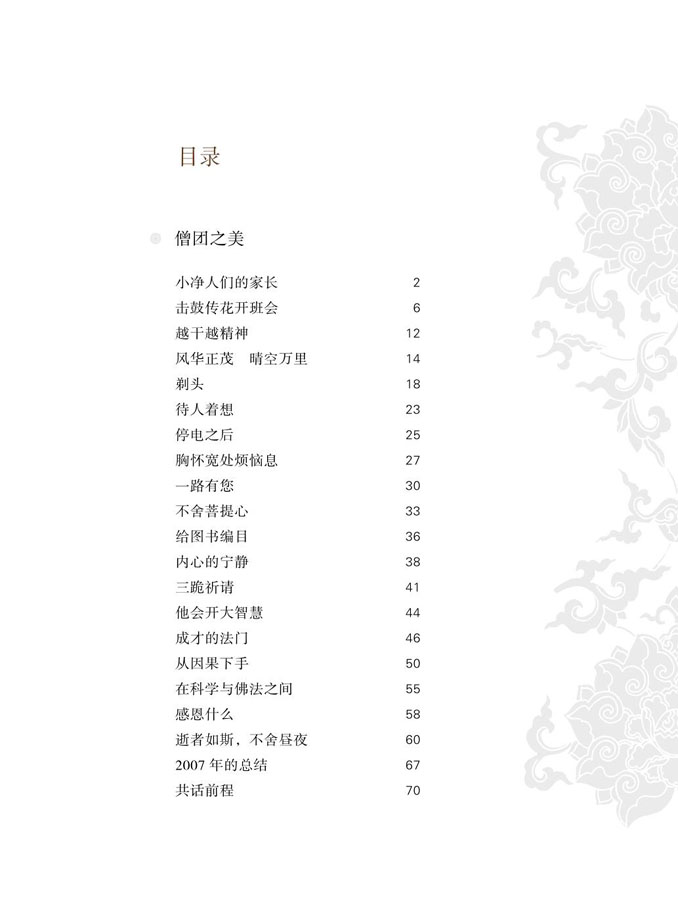 目录
僧团之美
小净人们的家长 2
击鼓传花开班会 6
越干越精神 12
风华正茂　晴空万里 14
剃头 18
待人着想 23
停电之后 25
胸怀宽处烦恼息 27
一路有您 30
不舍菩提心 33
给图书编目 36
内心的宁静 38
三跪祈请 41
他会开大智慧 44
成才的法门 46
从因果下手 50
在科学与佛法之间 55
感恩什么 58
逝者如斯，不舍昼夜 60
2007 年的总结 67
共话前程 70